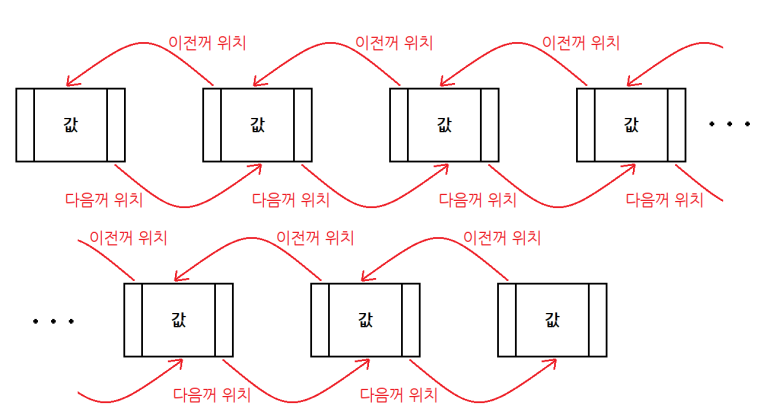 이전꺼 위치 이전꺼 위치 이전꺼 위치
값 값 값 값
다음꺼 위치 다음꺼 위치 다음꺼 위치 다음꺼 위치
이전꺼 위치 이전꺼 위치 이전꺼 위치
값 값 값
다음꺼 위치 다음꺼 위치